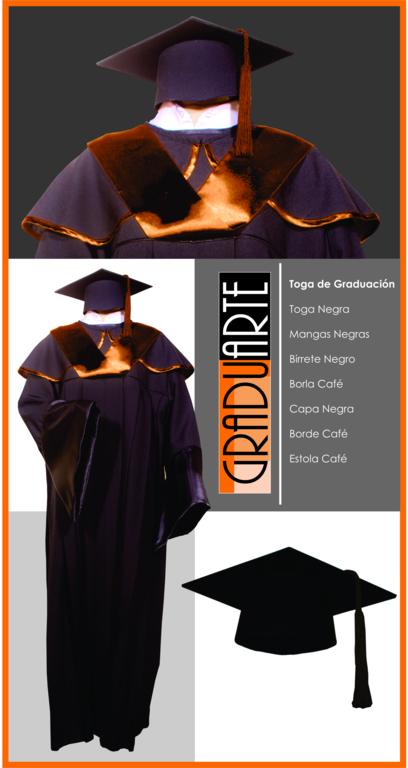 GRADUARTE
Toga de Graduación
Toga Negra
Mangas Negras
Birrete Negro
Borla Café
Capa Negra
Borde Café
Estola Café